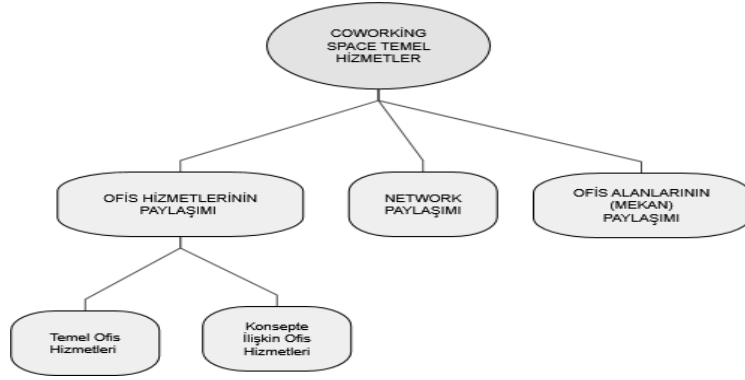 COWORKİNG
SPACE TEMEL
HİZMETLER
OFİS HİZMETLERİNİN
PAYLAŞIMI
NETWORK
PAYLAŞIMI
OFİS ALANLARININ
(MEKAN)
PAYLAŞIMI
Temel Ofis
Hizmetleri
Konsepte
İlişkin Ofis
Hizmetleri